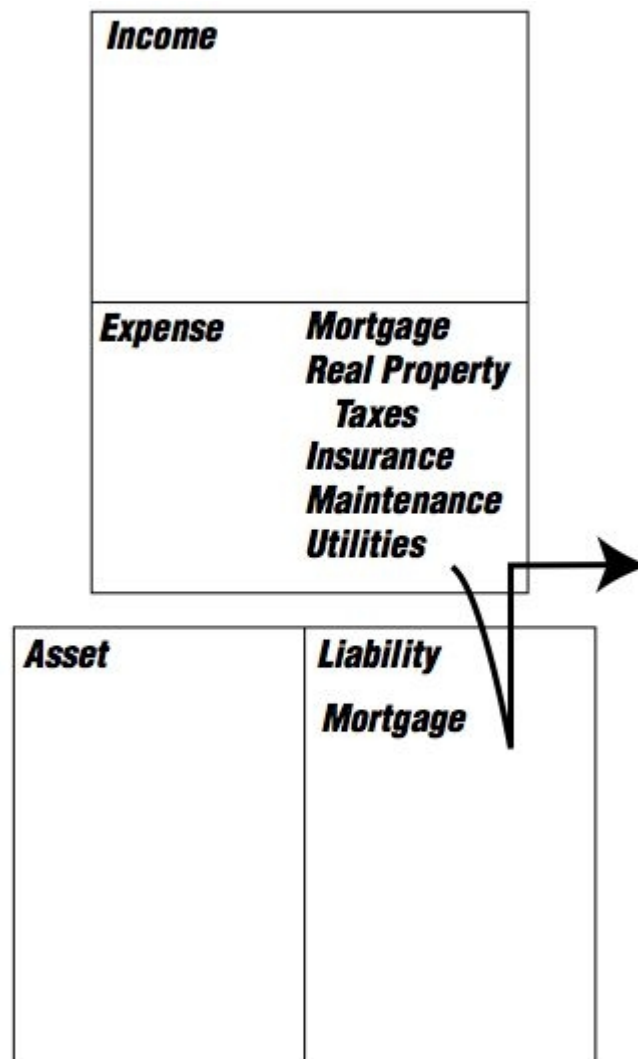 Income
Expense
Mortgage
Real Property
Taxes
Insurance
Maintenance
Utilities
Asset
Liability
Mortgage